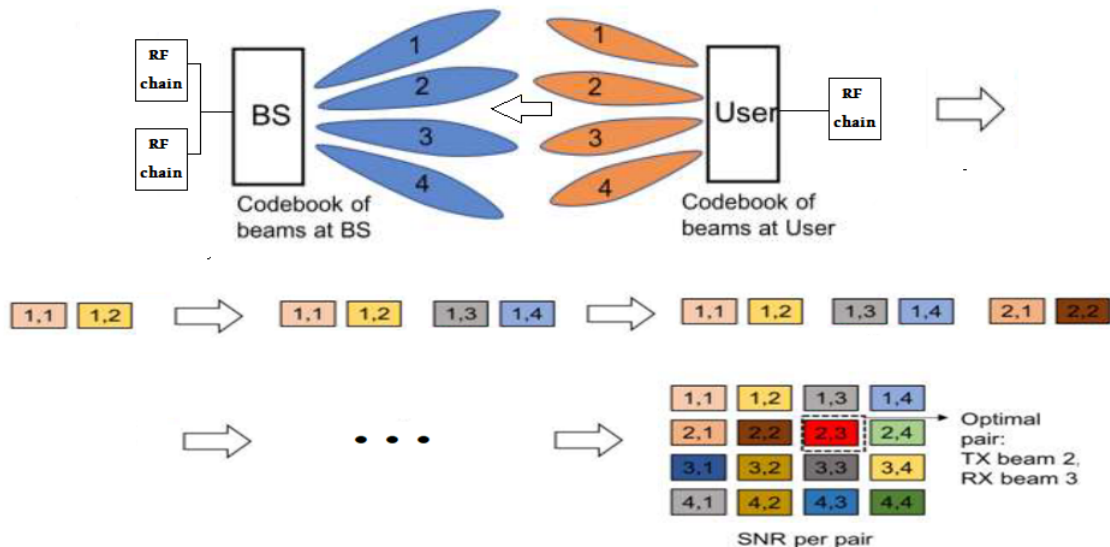 RF
chain
RF
chain
BS
1
2
3
4
Codebook of
beams at BS
1
2
3
4
User
RF
chain
Codebook of
beams at User
1,1 1,2
1,1 1,2 1,3 1,4
1,1 1,2 1,3 1,4 2,1 2,2
• • •
1,1 1,2 1,3 1,4
2,1 2,2 2,3 2,4
3,1 3,2 3,3 3,4
4,1 4,2 4,3 4,4
Optimal
pair:
TX beam 2,
RX beam 3
SNR per pair